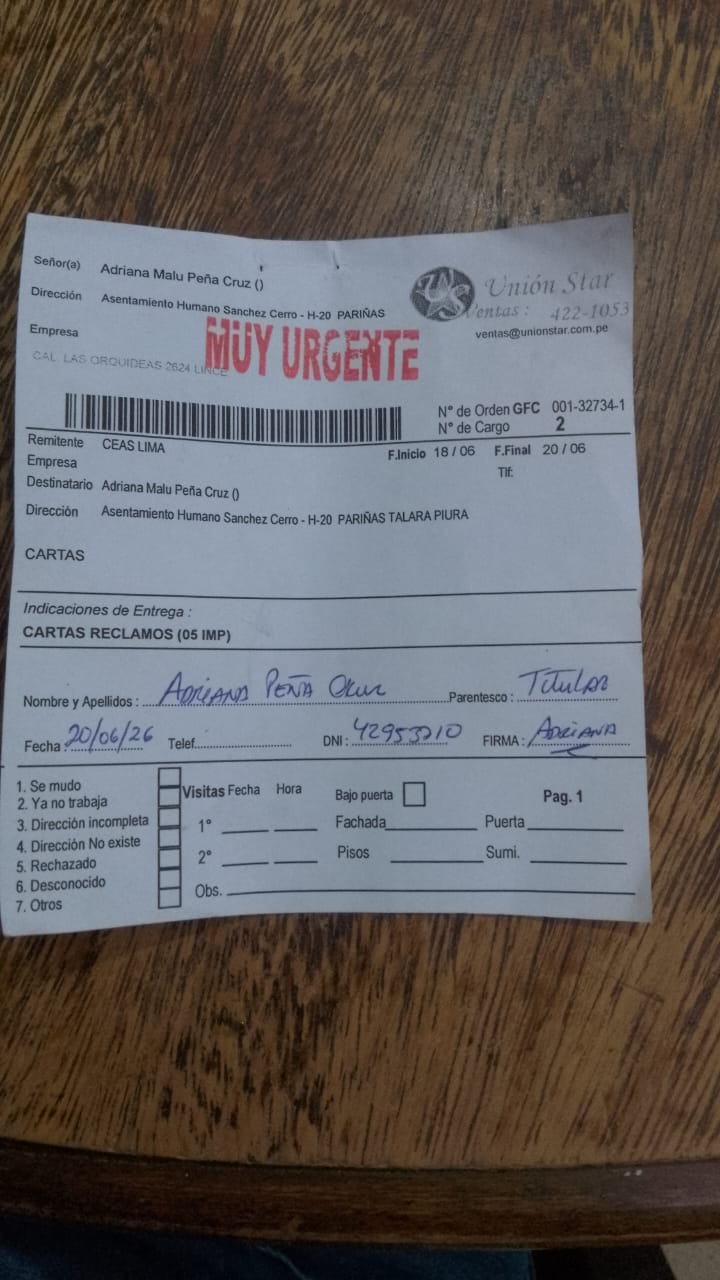 Señor(a) Adriana Malu Peña Cruz ()
Dirección Asentamiento Humano Sanchez Cerro - H-20 PARIÑAS
Empresa
CAL. LAS ORQUIDEAS 2624 LINCE
MUY URGENTE
Unión Star
Ventas : 422-1053
ventas@unionstar.com.pe
N° de Orden GFC 001-32734-1
N° de Cargo 2
Remitente CEAS LIMA
F.Inicio 18 / 06 F.Final 20 / 06
Empresa
Tlf:
Destinatario Adriana Malu Peña Cruz ()
Dirección Asentamiento Humano Sanchez Cerro - H-20 PARIÑAS TALARA PIURA
CARTAS
Indicaciones de Entrega :
CARTAS RECLAMOS (05 IMP)
Nombre y Apellidos : Adriana Peña Cruz Parentesco : Titular
Fecha : 20/06/26 Telef. DNI : 42953210 FIRMA : Adriana
1. Se mudo
2. Ya no trabaja
3. Dirección incompleta
4. Dirección No existe
5. Rechazado
6. Desconocido
7. Otros
Visitas Fecha Hora
1°
2°
Obs.
Bajo puerta
Pag. 1
Fachada Puerta
Pisos Sumi.